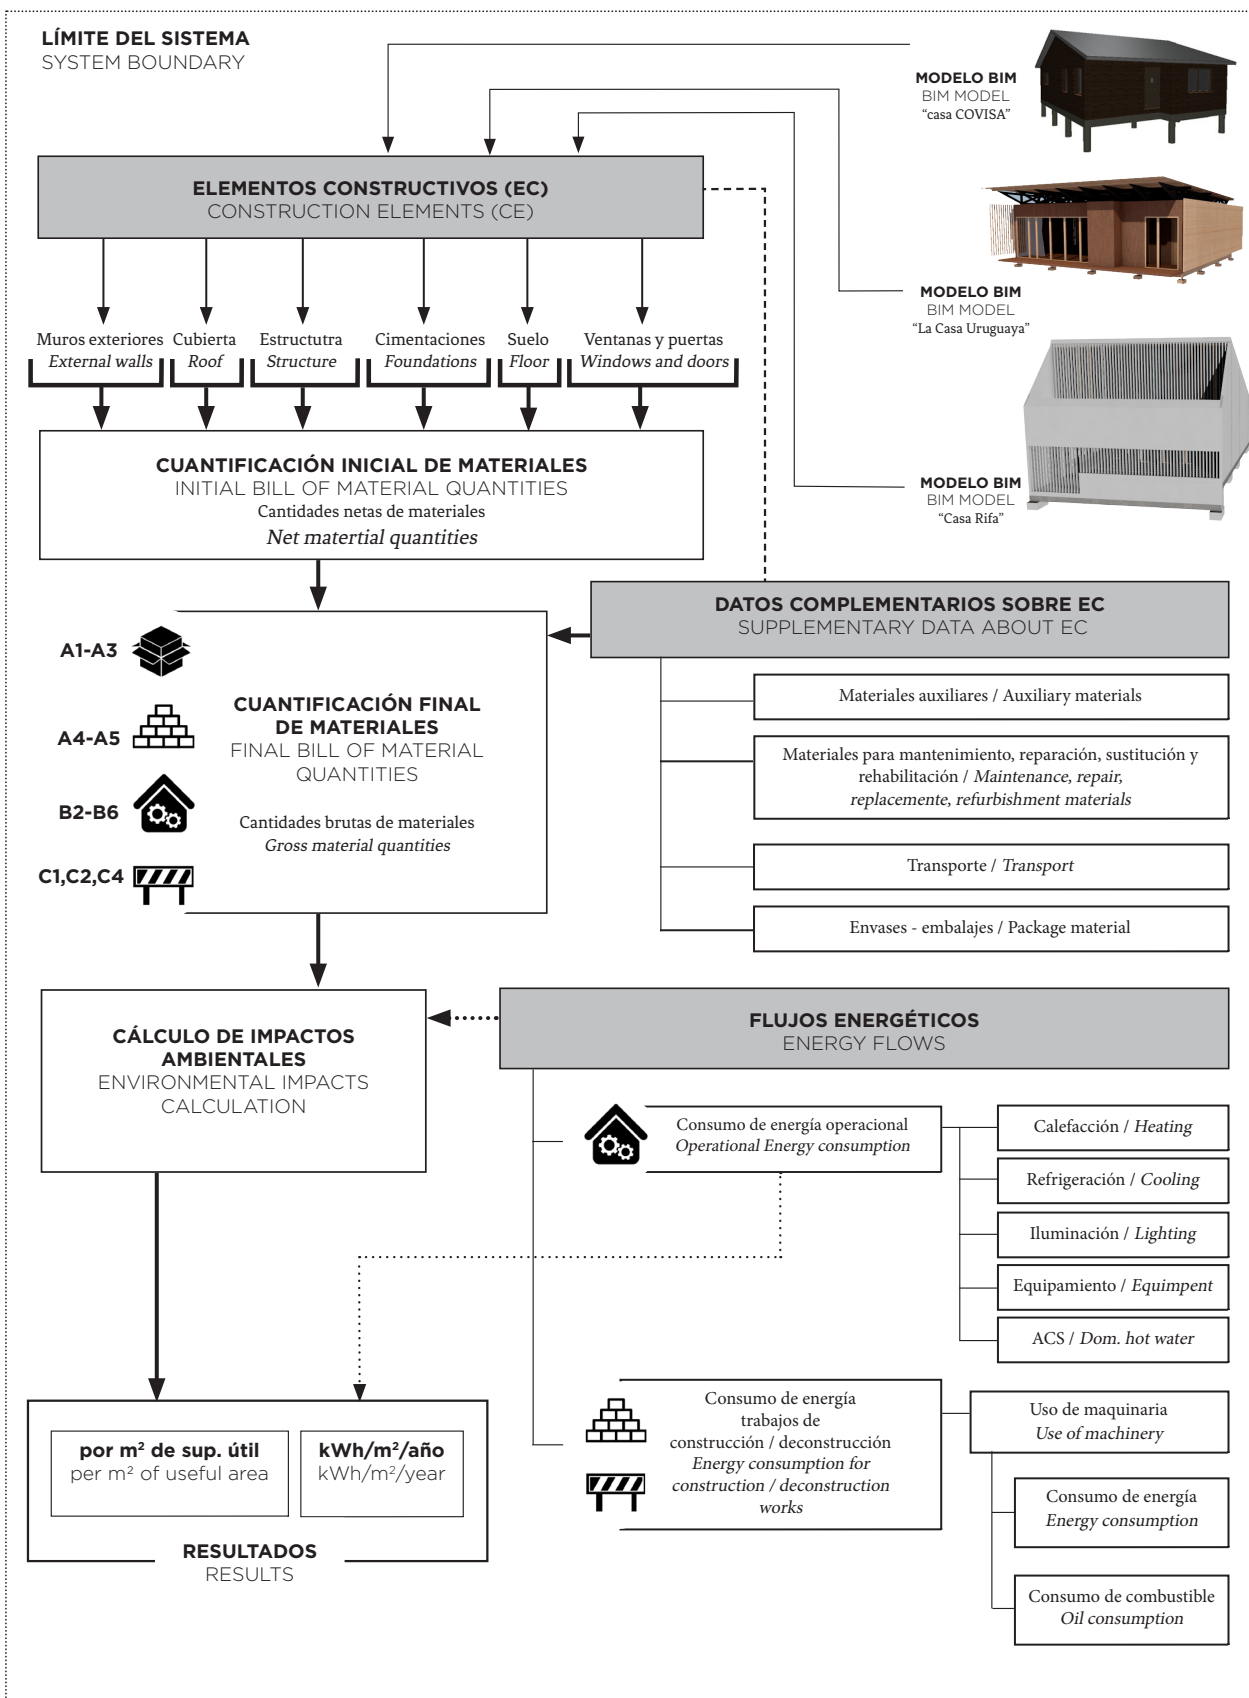 LÍMITE DEL SISTEMA
SYSTEM BOUNDARY
MODELO BIM
BIM MODEL
“casa COVISA”
ELEMENTOS CONSTRUCTIVOS (EC)
CONSTRUCTION ELEMENTS (CE)
MODELO BIM
BIM MODEL
“La Casa Uruguaya”
Muros exteriores
External walls
Cubierta
Roof
Estructutra
Structure
Cimentaciones
Foundations
Suelo
Floor
Ventanas y puertas
Windows and doors
CUANTIFICACIÓN INICIAL DE MATERIALES
INITIAL BILL OF MATERIAL QUANTITIES
Cantidades netas de materiales
Net matertial quantities
MODELO BIM
BIM MODEL
“Casa Rifa”
DATOS COMPLEMENTARIOS SOBRE EC
SUPPLEMENTARY DATA ABOUT EC
A1-A3
A4-A5
B2-B6
C1,C2,C4
CUANTIFICACIÓN FINAL
DE MATERIALES
FINAL BILL OF MATERIAL
QUANTITIES
Cantidades brutas de materiales
Gross material quantities
Materiales auxiliares / Auxiliary materials
Materiales para mantenimiento, reparación, sustitución y
rehabilitación / Maintenance, repair,
replacemente, refurbishment materials
Transporte / Transport
Envases - embalajes / Package material
CÁLCULO DE IMPACTOS
AMBIENTALES
ENVIRONMENTAL IMPACTS
CALCULATION
FLUJOS ENERGÉTICOS
ENERGY FLOWS
Consumo de energía operacional
Operational Energy consumption
Calefacción / Heating
Refrigeración / Cooling
Iluminación / Lighting
Equipamiento / Equimpent
ACS / Dom. hot water
Consumo de energía
trabajos de
construcción / deconstrucción
Energy consumption for
construction / deconstruction
works
Uso de maquinaria
Use of machinery
Consumo de energía
Energy consumption
Consumo de combustible
Oil consumption
por m² de sup. útil
per m² of useful area
kWh/m²/año
kWh/m²/year
RESULTADOS
RESULTS